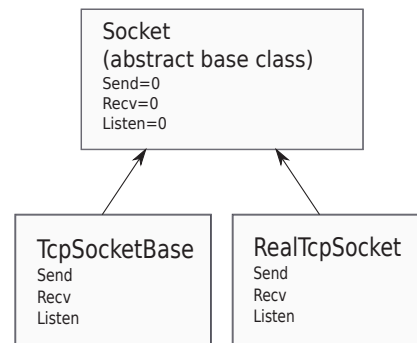 Socket
(abstract base class)
Send=0
Recv=0
Listen=0
TcpSocketBase
Send
Recv
Listen
RealTcpSocket
Send
Recv
Listen